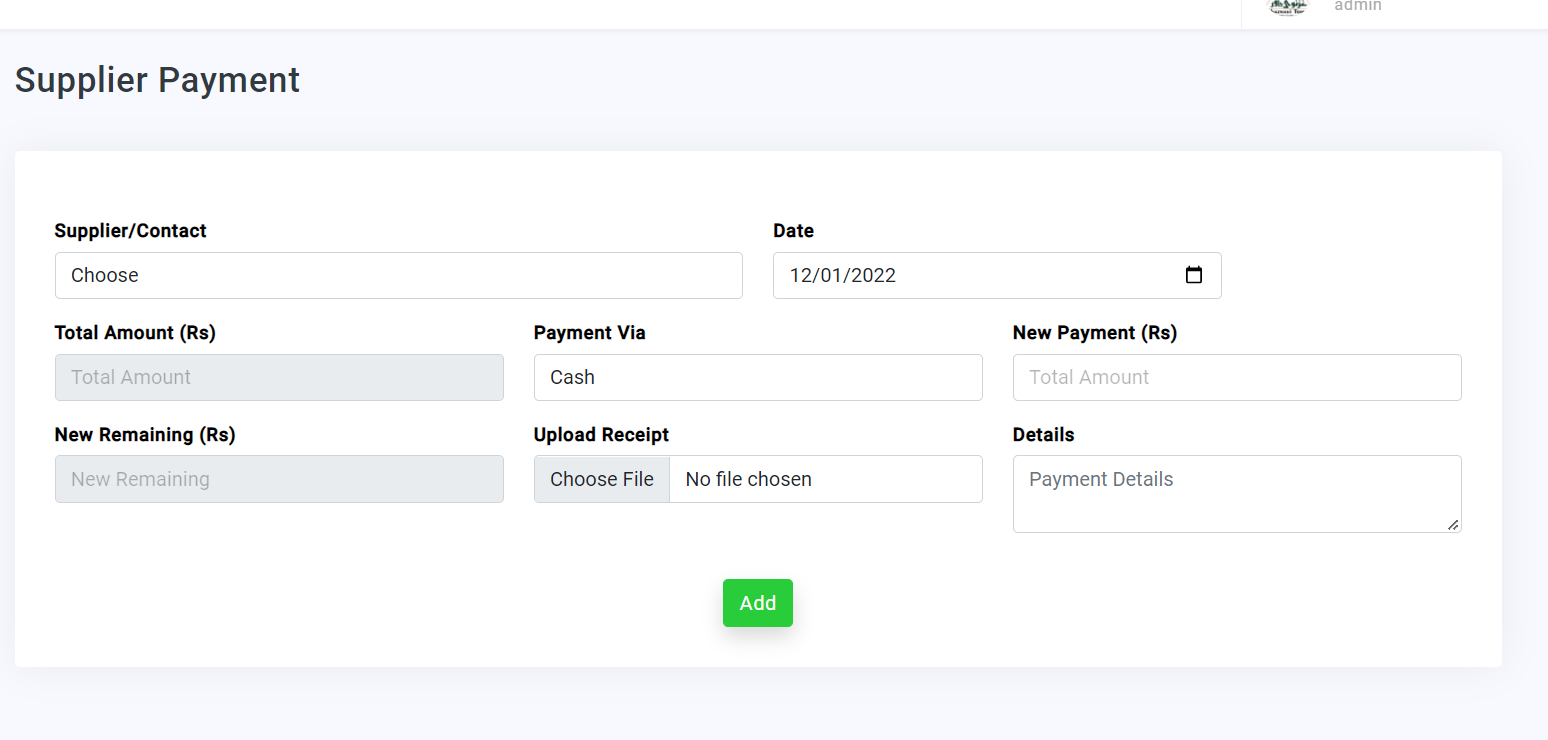 admin
Supplier Payment
Supplier/Contact
Date
Choose
12/01/2022
Total Amount (Rs)
Payment Via
New Payment (Rs)
Total Amount
Cash
Total Amount
New Remaining (Rs)
Upload Receipt
Details
New Remaining
Choose File
No file chosen
Payment Details
Add